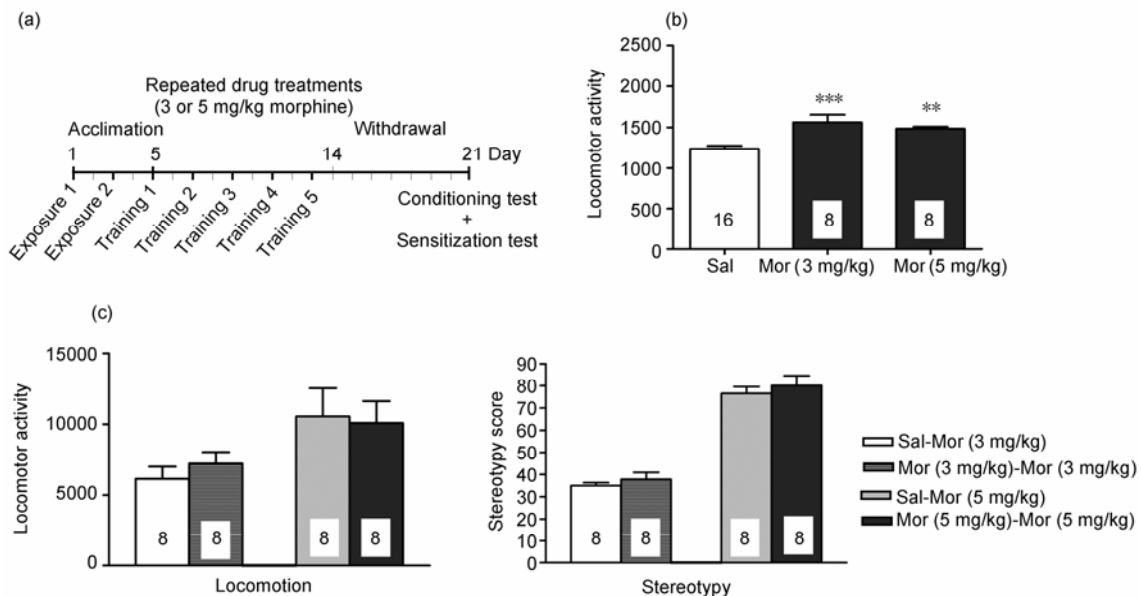 (a)
Repeated drug treatments
(3 or 5 mg/kg morphine)
Acclimation
Withdrawal
1
5
14
21 Day
Exposure 1
Exposure 2
Training 1
Training 2
Training 3
Training 4
Training 5
Conditioning test
+
Sensitization test
(b)
Locomotor activity
2500
2000
1500
1000
500
0
***
**
16
8
8
Sal
Mor (3 mg/kg)
Mor (5 mg/kg)
(c)
Locomotor activity
15000
10000
5000
0
8
8
8
8
Locomotion
Stereotypy score
90
80
70
60
50
40
30
20
10
0
8
8
8
8
Stereotypy
Sal-Mor (3 mg/kg)
Mor (3 mg/kg)-Mor (3 mg/kg)
Sal-Mor (5 mg/kg)
Mor (5 mg/kg)-Mor (5 mg/kg)